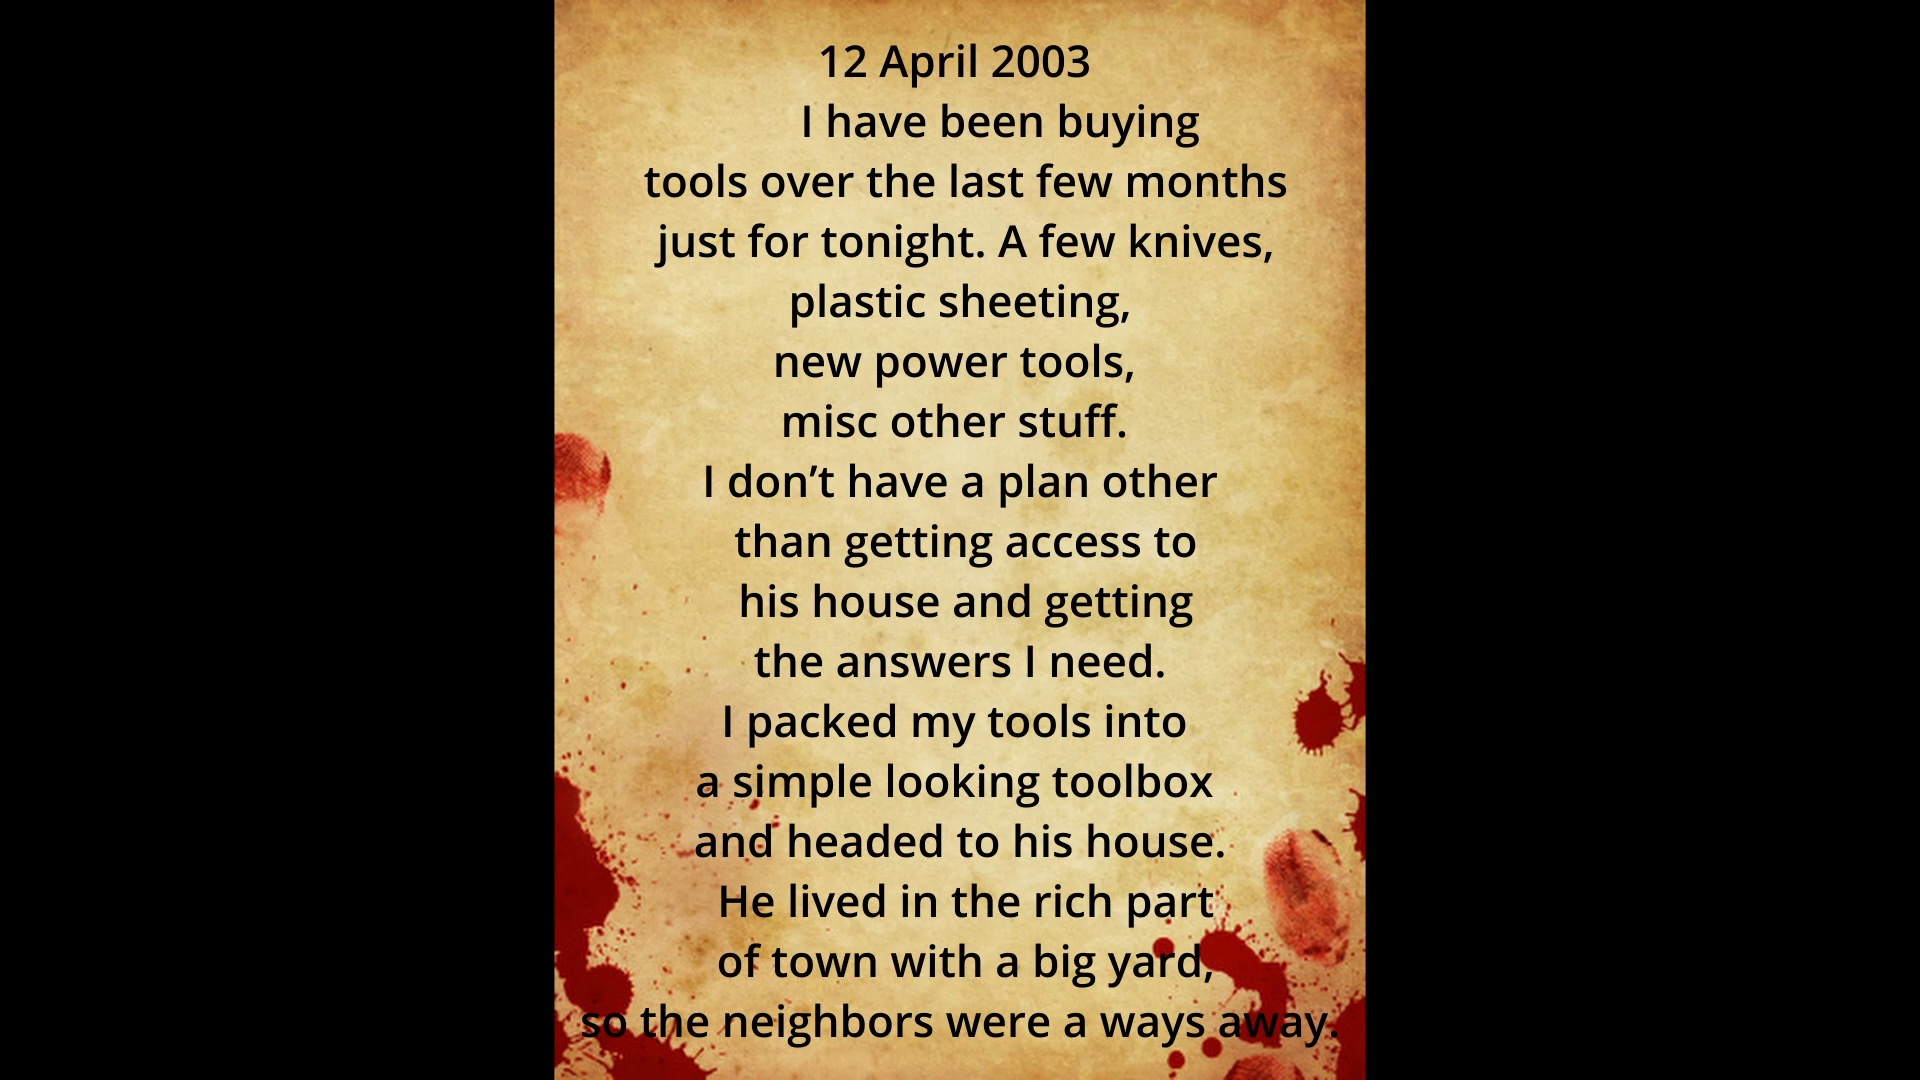 12 April 2003
I have been buying
tools over the last few months
just for tonight. A few knives,
plastic sheeting,
new power tools,
misc other stuff.
I don’t have a plan other
than getting access to
his house and getting
the answers I need.
I packed my tools into
a simple looking toolbox
and headed to his house.
He lived in the rich part
of town with a big yard,
so the neighbors were a ways away.